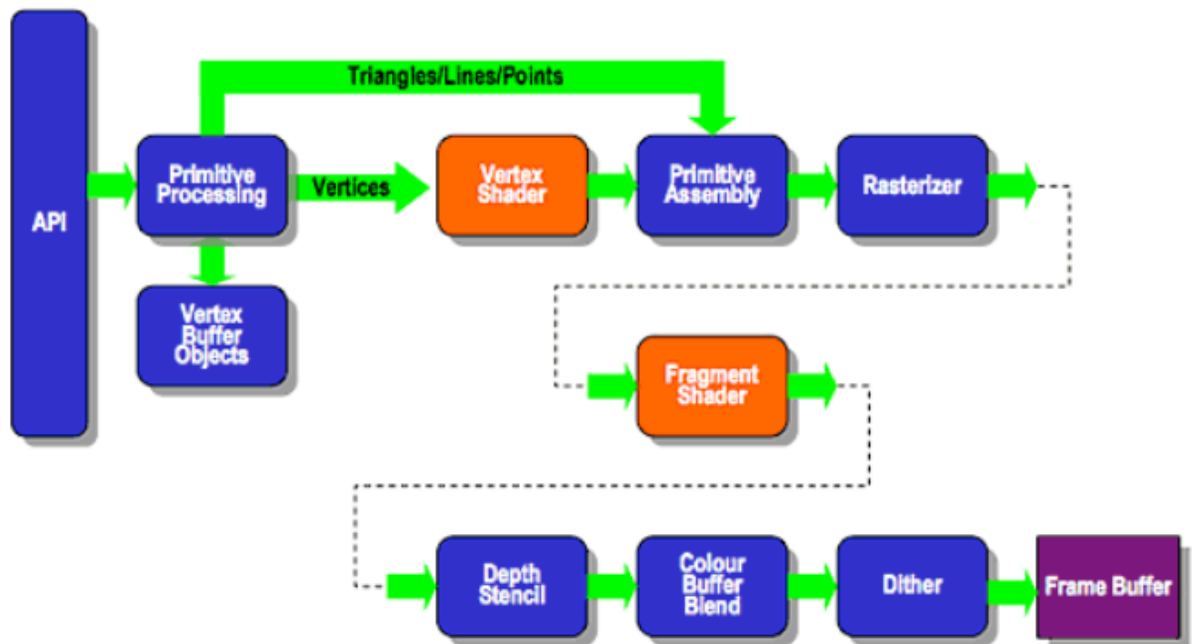 Triangles/Lines/Points
API
Primitive
Processing
Vertices
Vertex
Shader
Primitive
Assembly
Rasterizer
Vertex
Buffer
Objects
Fragment
Shader
Depth
Stencil
Colour
Buffer
Blend
Dither
Frame Buffer